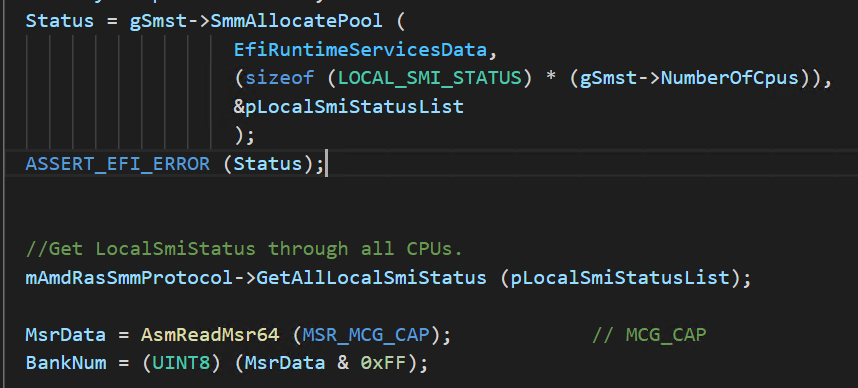 Status = gSmst->SmmAllocatePool (
EfiRuntimeServicesData,
(sizeof (LOCAL_SMI_STATUS) * (gSmst->NumberOfCpus)),
&pLocalSmiStatusList
);
ASSERT_EFI_ERROR (Status);
//Get LocalSmiStatus through all CPUs.
mAmdRasSmmProtocol->GetAllLocalSmiStatus (pLocalSmiStatusList);
MsrData = AsmReadMsr64 (MSR_MCG_CAP); // MCG_CAP
BankNum = (UINT8) (MsrData & 0xFF);